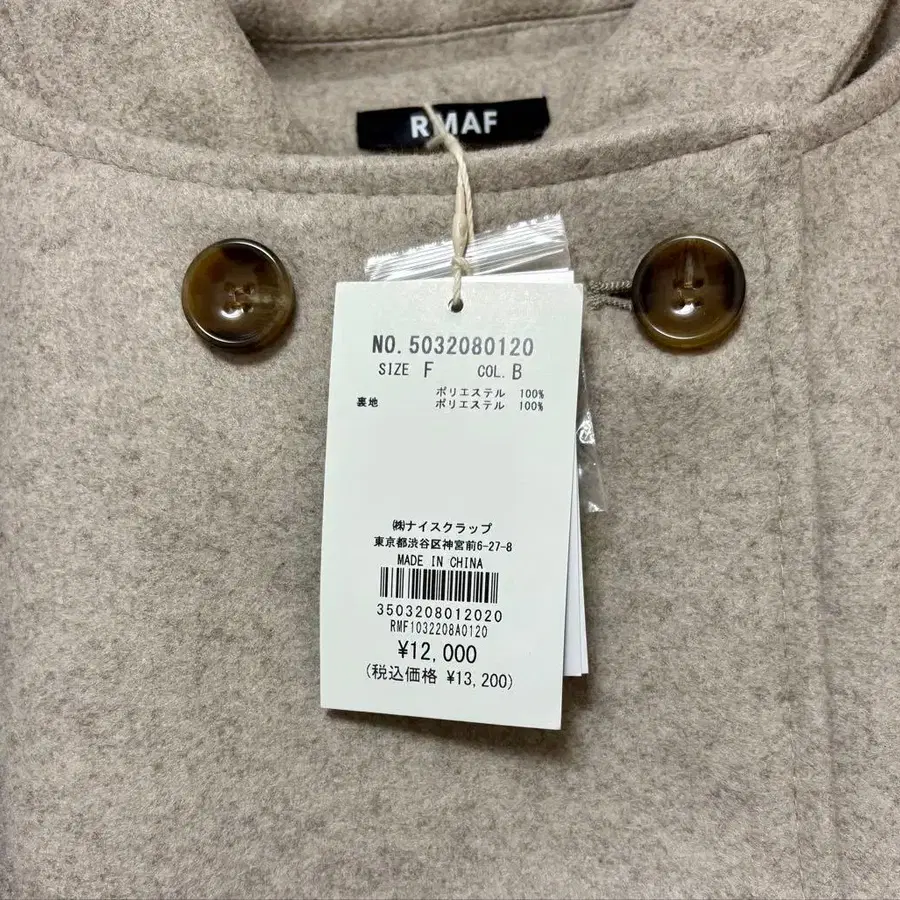 RMAF
NO. 5032080120
SIZE F COL. B
ポリエステル 100%
裏地 ポリエステル 100%
㈱ナイスクラップ
東京都渋谷区神宮前6-27-8
MADE IN CHINA
3503208012020
RMF1032208A0120
¥12,000
(税込価格 ¥13,200)